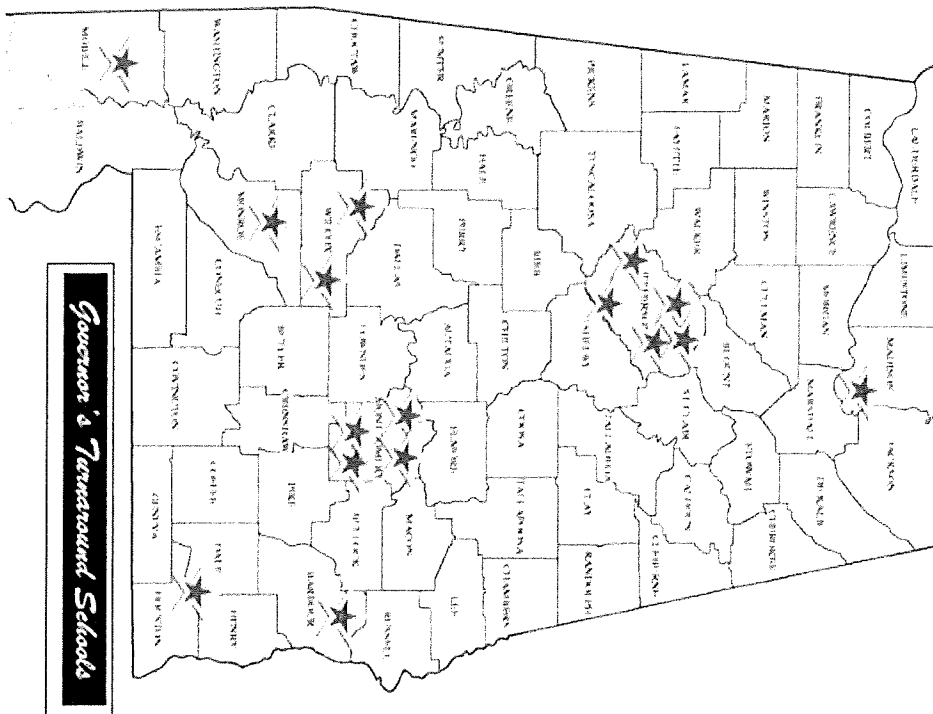 LAUDERDALE
LIMESTONE
MADISON
JACKSON
COLBERT
FRANKLIN
LAWRENCE
MORGAN
MARSHALL
DEKALB
MARION
WINSTON
CULLMAN
BLOUNT
ETOWAH
CHEROKEE
LAMAR
FAYETTE
WALKER
JEFFERSON
ST CLAIR
CALHOUN
CLEBURNE
PICKENS
TUSCALOOSA
SHELBY
TALLADEGA
CLAY
RANDOLPH
GREENE
HALE
BIBB
CHILTON
COOSA
TALLAPOOSA
CHAMBERS
SUMTER
PERRY
AUTAUGA
ELMORE
LEE
MARENGO
DALLAS
LOWNDES
MONTGOMERY
MACON
BULLOCK
RUSSELL
CHOCTAW
CLARKE
WILCOX
BUTLER
CRENSHAW
PIKE
BARBOUR
WASHINGTON
MONROE
CONECUH
COVINGTON
COFFEE
DALE
HENRY
MOBILE
BALDWIN
ESCAMBIA
GENEVA
HOUSTON
Governor's Turnaround Schools